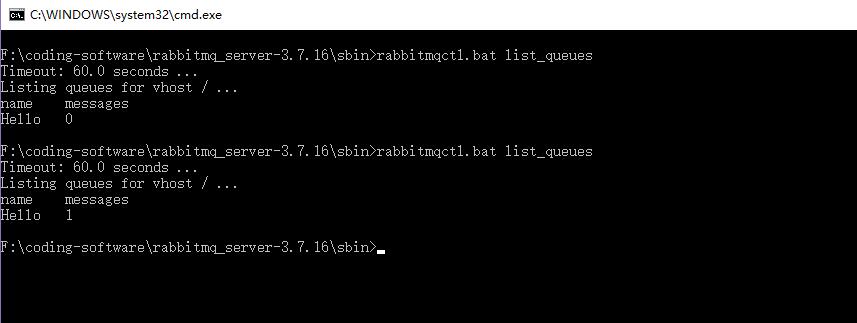 C:\WINDOWS\system32\cmd.exe
F:\coding-software\rabbitmq_server-3.7.16\sbin>rabbitmqctl.bat list_queues
Timeout: 60.0 seconds ...
Listing queues for vhost / ...
name    messages
Hello   0
F:\coding-software\rabbitmq_server-3.7.16\sbin>rabbitmqctl.bat list_queues
Timeout: 60.0 seconds ...
Listing queues for vhost / ...
name    messages
Hello   1
F:\coding-software\rabbitmq_server-3.7.16\sbin>